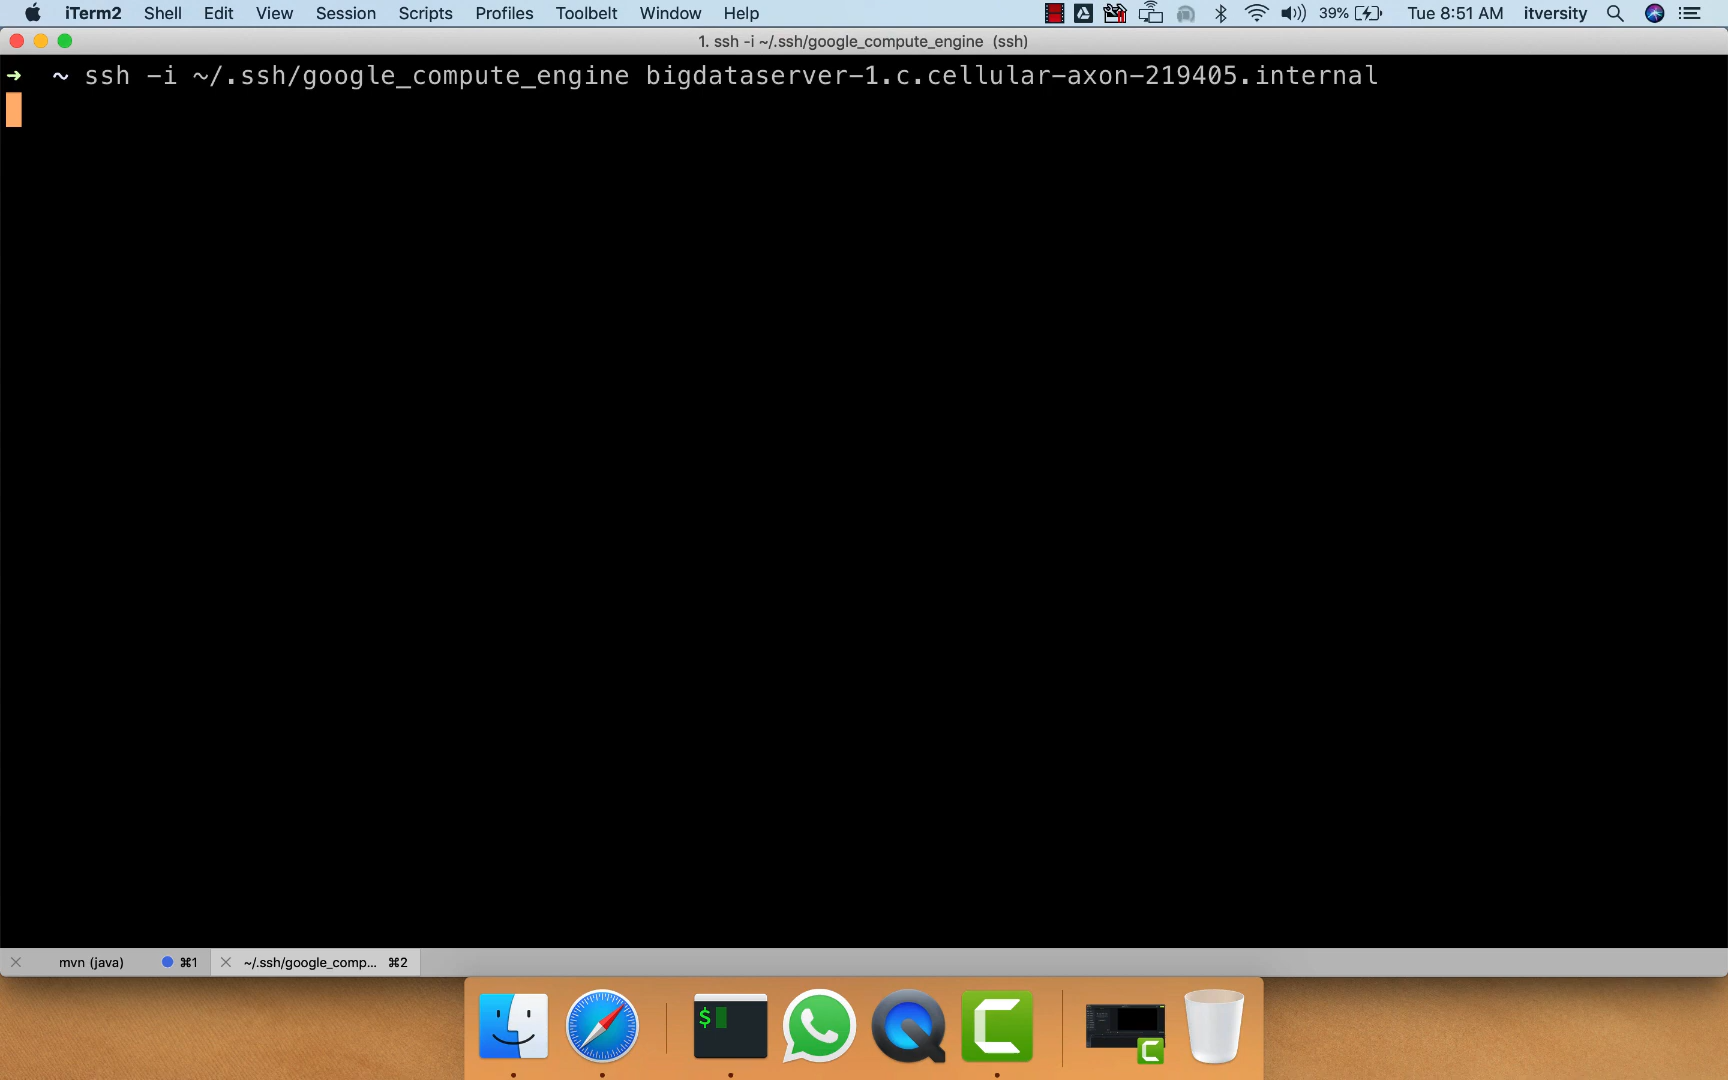 iTerm2 Shell Edit View Session Scripts Profiles Toolbelt Window Help 39% Tue 8:51 AM itversity
1. ssh -i ~/.ssh/google_compute_engine (ssh)
➜ ~ ssh -i ~/.ssh/google_compute_engine bigdataserver-1.c.cellular-axon-219405.internal
mvn (java) ⌘1 ~/.ssh/google_comp... ⌘2
$